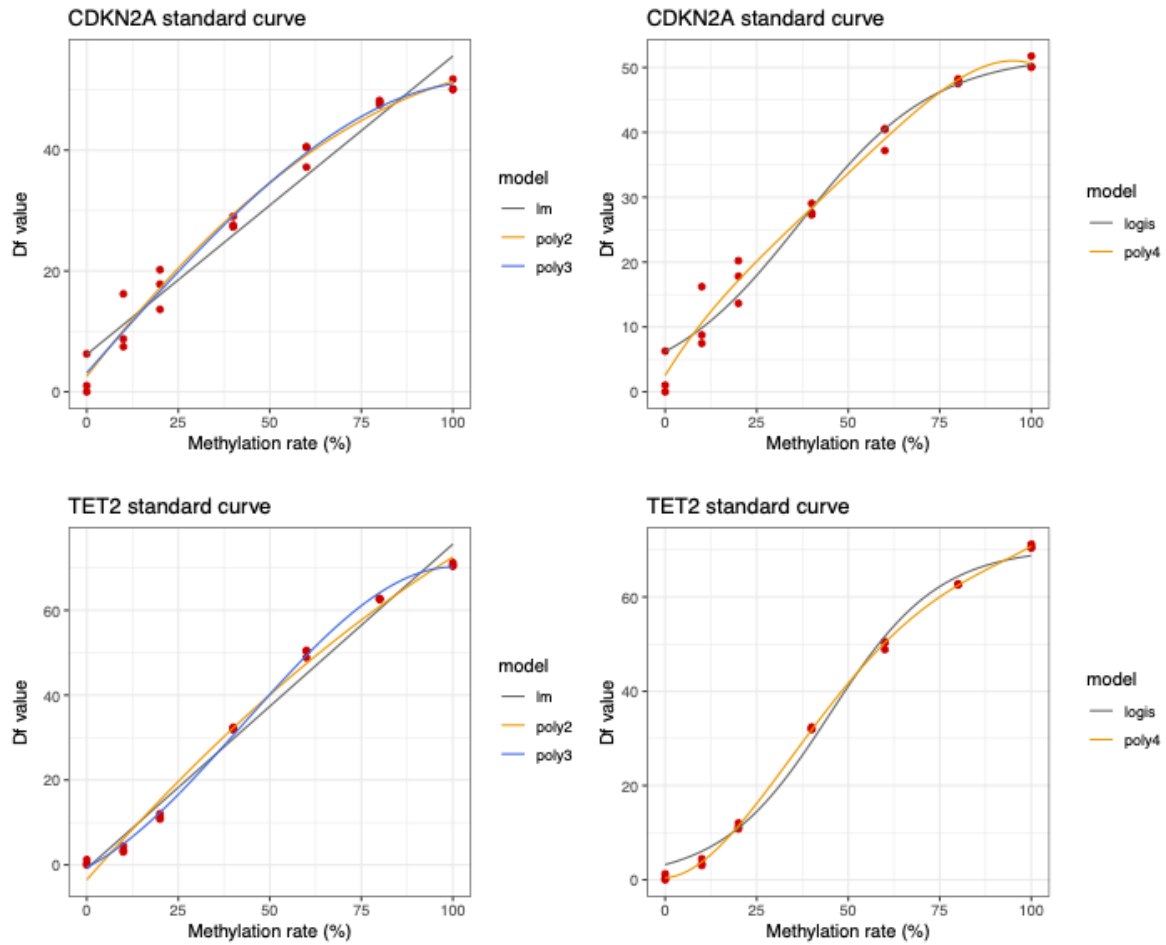 CDKN2A standard curve
Df value
40
20
0
0 25 50 75 100
Methylation rate (%)
model
lm
poly2
poly3
CDKN2A standard curve
Df value
50
40
30
20
10
0
0 25 50 75 100
Methylation rate (%)
model
logis
poly4
TET2 standard curve
Df value
60
40
20
0
0 25 50 75 100
Methylation rate (%)
model
lm
poly2
poly3
TET2 standard curve
Df value
60
40
20
0
0 25 50 75 100
Methylation rate (%)
model
logis
poly4